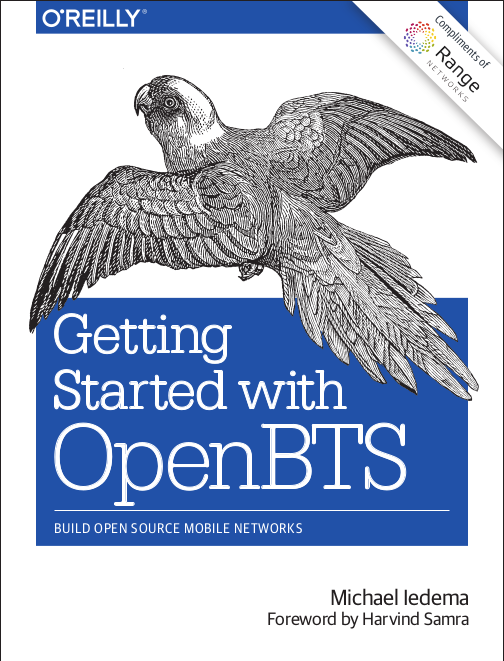 O'REILLY®
Compliments of
Range
NETWORKS
Getting
Started with
OpenBTS
BUILD OPEN SOURCE MOBILE NETWORKS
Michael Iedema
Foreword by Harvind Samra